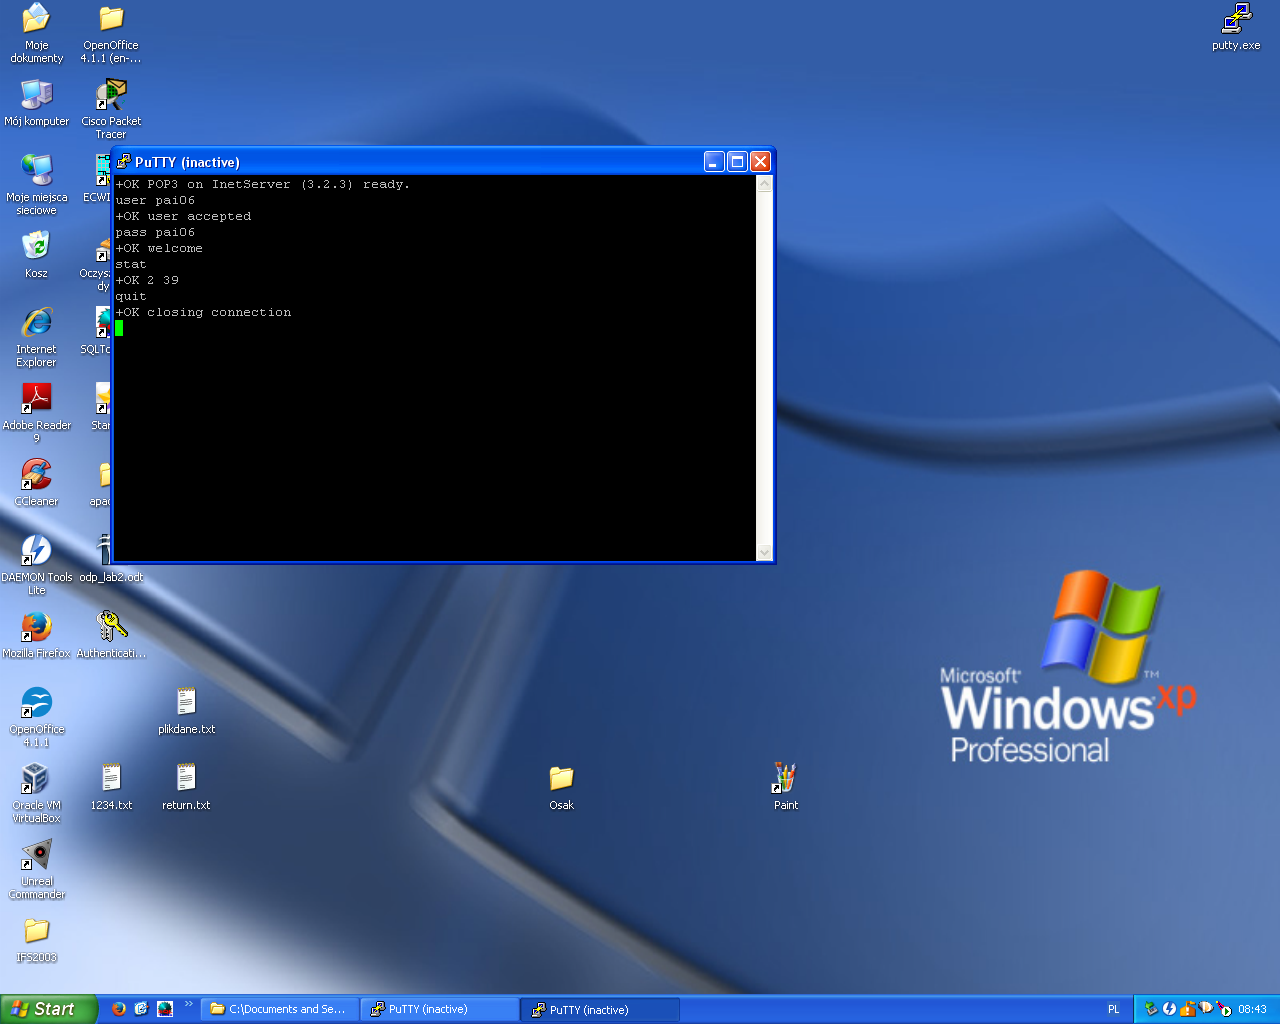 Moje
dokumenty
OpenOffice
4.1.1 (en-...
putty.exe
Mój komputer
Cisco Packet
Tracer
Moje miejsca
sieciowe
ECWI
Kosz
Oczys
dy
Internet
Explorer
SQLTo
Adobe Reader
9
Star
CCleaner
apac
DAEMON Tools
Lite
odp_lab2.odt
Mozilla Firefox
Authenticati...
OpenOffice
4.1.1
plikdane.txt
Oracle VM
VirtualBox
1234.txt
return.txt
Osak
Paint
Unreal
Commander
IFS2003
PuTTY (inactive)
+OK POP3 on InetServer (3.2.3) ready.
user pai06
+OK user accepted
pass pai06
+OK welcome
stat
+OK 2 39
quit
+OK closing connection
Microsoft®
Windows xp™
Professional
Start
C:\Documents and Se...
PuTTY (inactive)
PuTTY (inactive)
PL
08:43